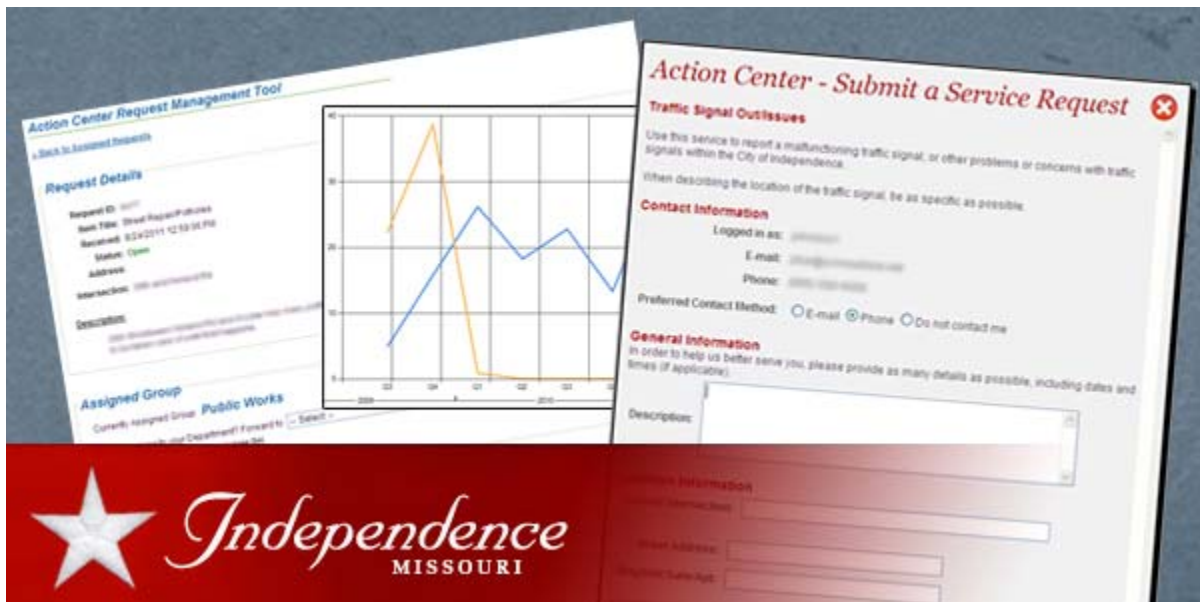 Action Center Request Management Tool
« Back to Assigned Requests
Request Details
Request ID:
Item Title: Street Repair/Potholes
Received: 8/24/2011 12:59:06 PM
Status: Open
Address:
Intersection:
Description:
Assigned Group
Currently Assigned Group: Public Works
your Department? Forward to -- Select --
40
30
20
10
0
Q3 Q4 Q1 Q2 Q3
2009 2010
Action Center - Submit a Service Request
Traffic Signal Out/Issues
Use this service to report a malfunctioning traffic signal, or other problems or concerns with traffic
signals within the City of Independence.
When describing the location of the traffic signal, be as specific as possible.
Contact Information
Logged in as:
E-mail:
Phone:
Preferred Contact Method: E-mail Phone Do not contact me
General Information
In order to help us better serve you, please provide as many details as possible, including dates and
times (if applicable).
Description:
Information
Street Address:
Independence
MISSOURI